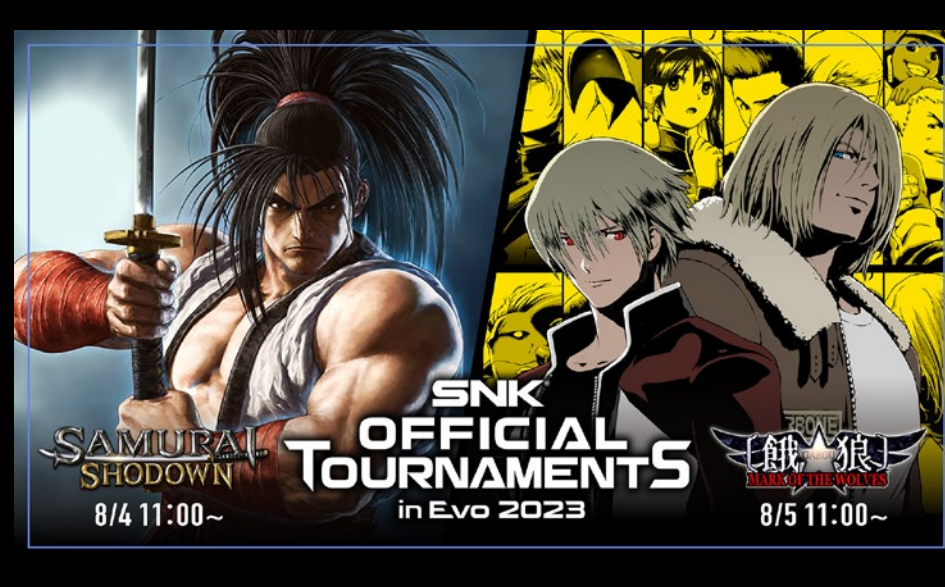 SNK
OFFICIAL
TOURNAMENTS
in Evo 2023
SAMURAI
SHODOWN
8/4 11:00~
餓狼
MARK OF THE WOLVES
8/5 11:00~